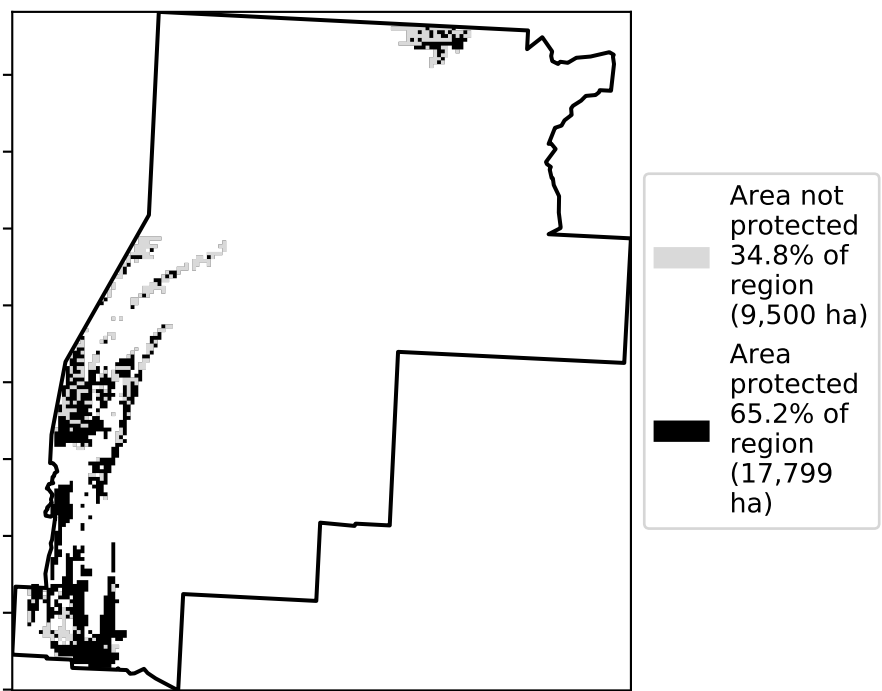 Area not
protected
34.8% of
region
(9,500 ha)
Area
protected
65.2% of
region
(17,799
ha)